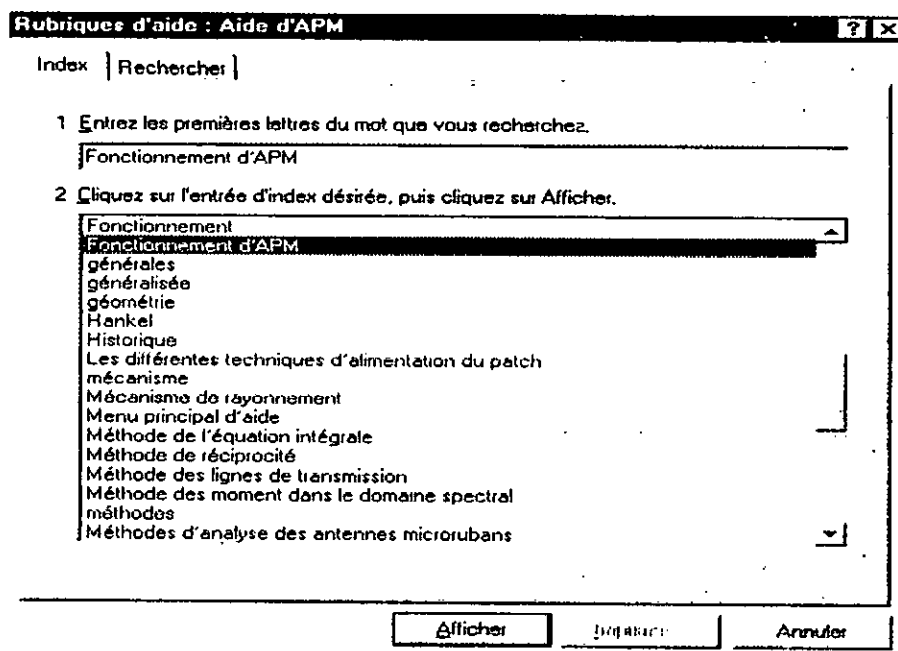 Rubriques d'aide : Aide d'APM
Index Rechercher
1 Entrez les premières lettres du mot que vous recherchez.
Fonctionnement d'APM
2 Cliquez sur l'entrée d'index désirée, puis cliquez sur Afficher.
Fonctionnement
Fonctionnement d'APM
générales
généralisée
géométrie
Hankel
Historique
Les différentes techniques d'alimentation du patch
mécanisme
Mécanisme de rayonnement
Menu principal d'aide
Méthode de l'équation intégrale
Méthode de réciprocité
Méthode des lignes de transmission
Méthode des moment dans le domaine spectral
méthodes
Méthodes d'analyse des antennes microrubans
Afficher Annuler